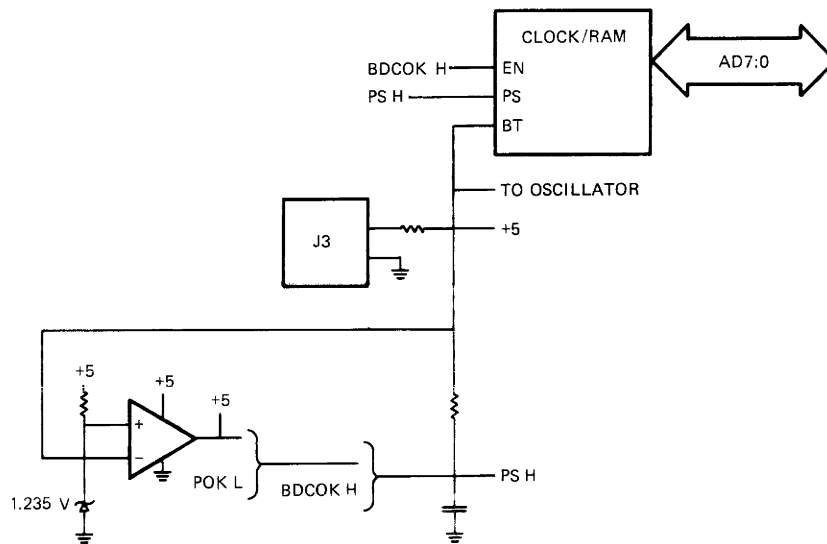 CLOCK/RAM
AD7:0
BDCOK H
EN
PS H
PS
BT
TO OSCILLATOR
J3
+5
+5
+5
+5
+
−
1.235 V
POK L
BDCOK H
PS H